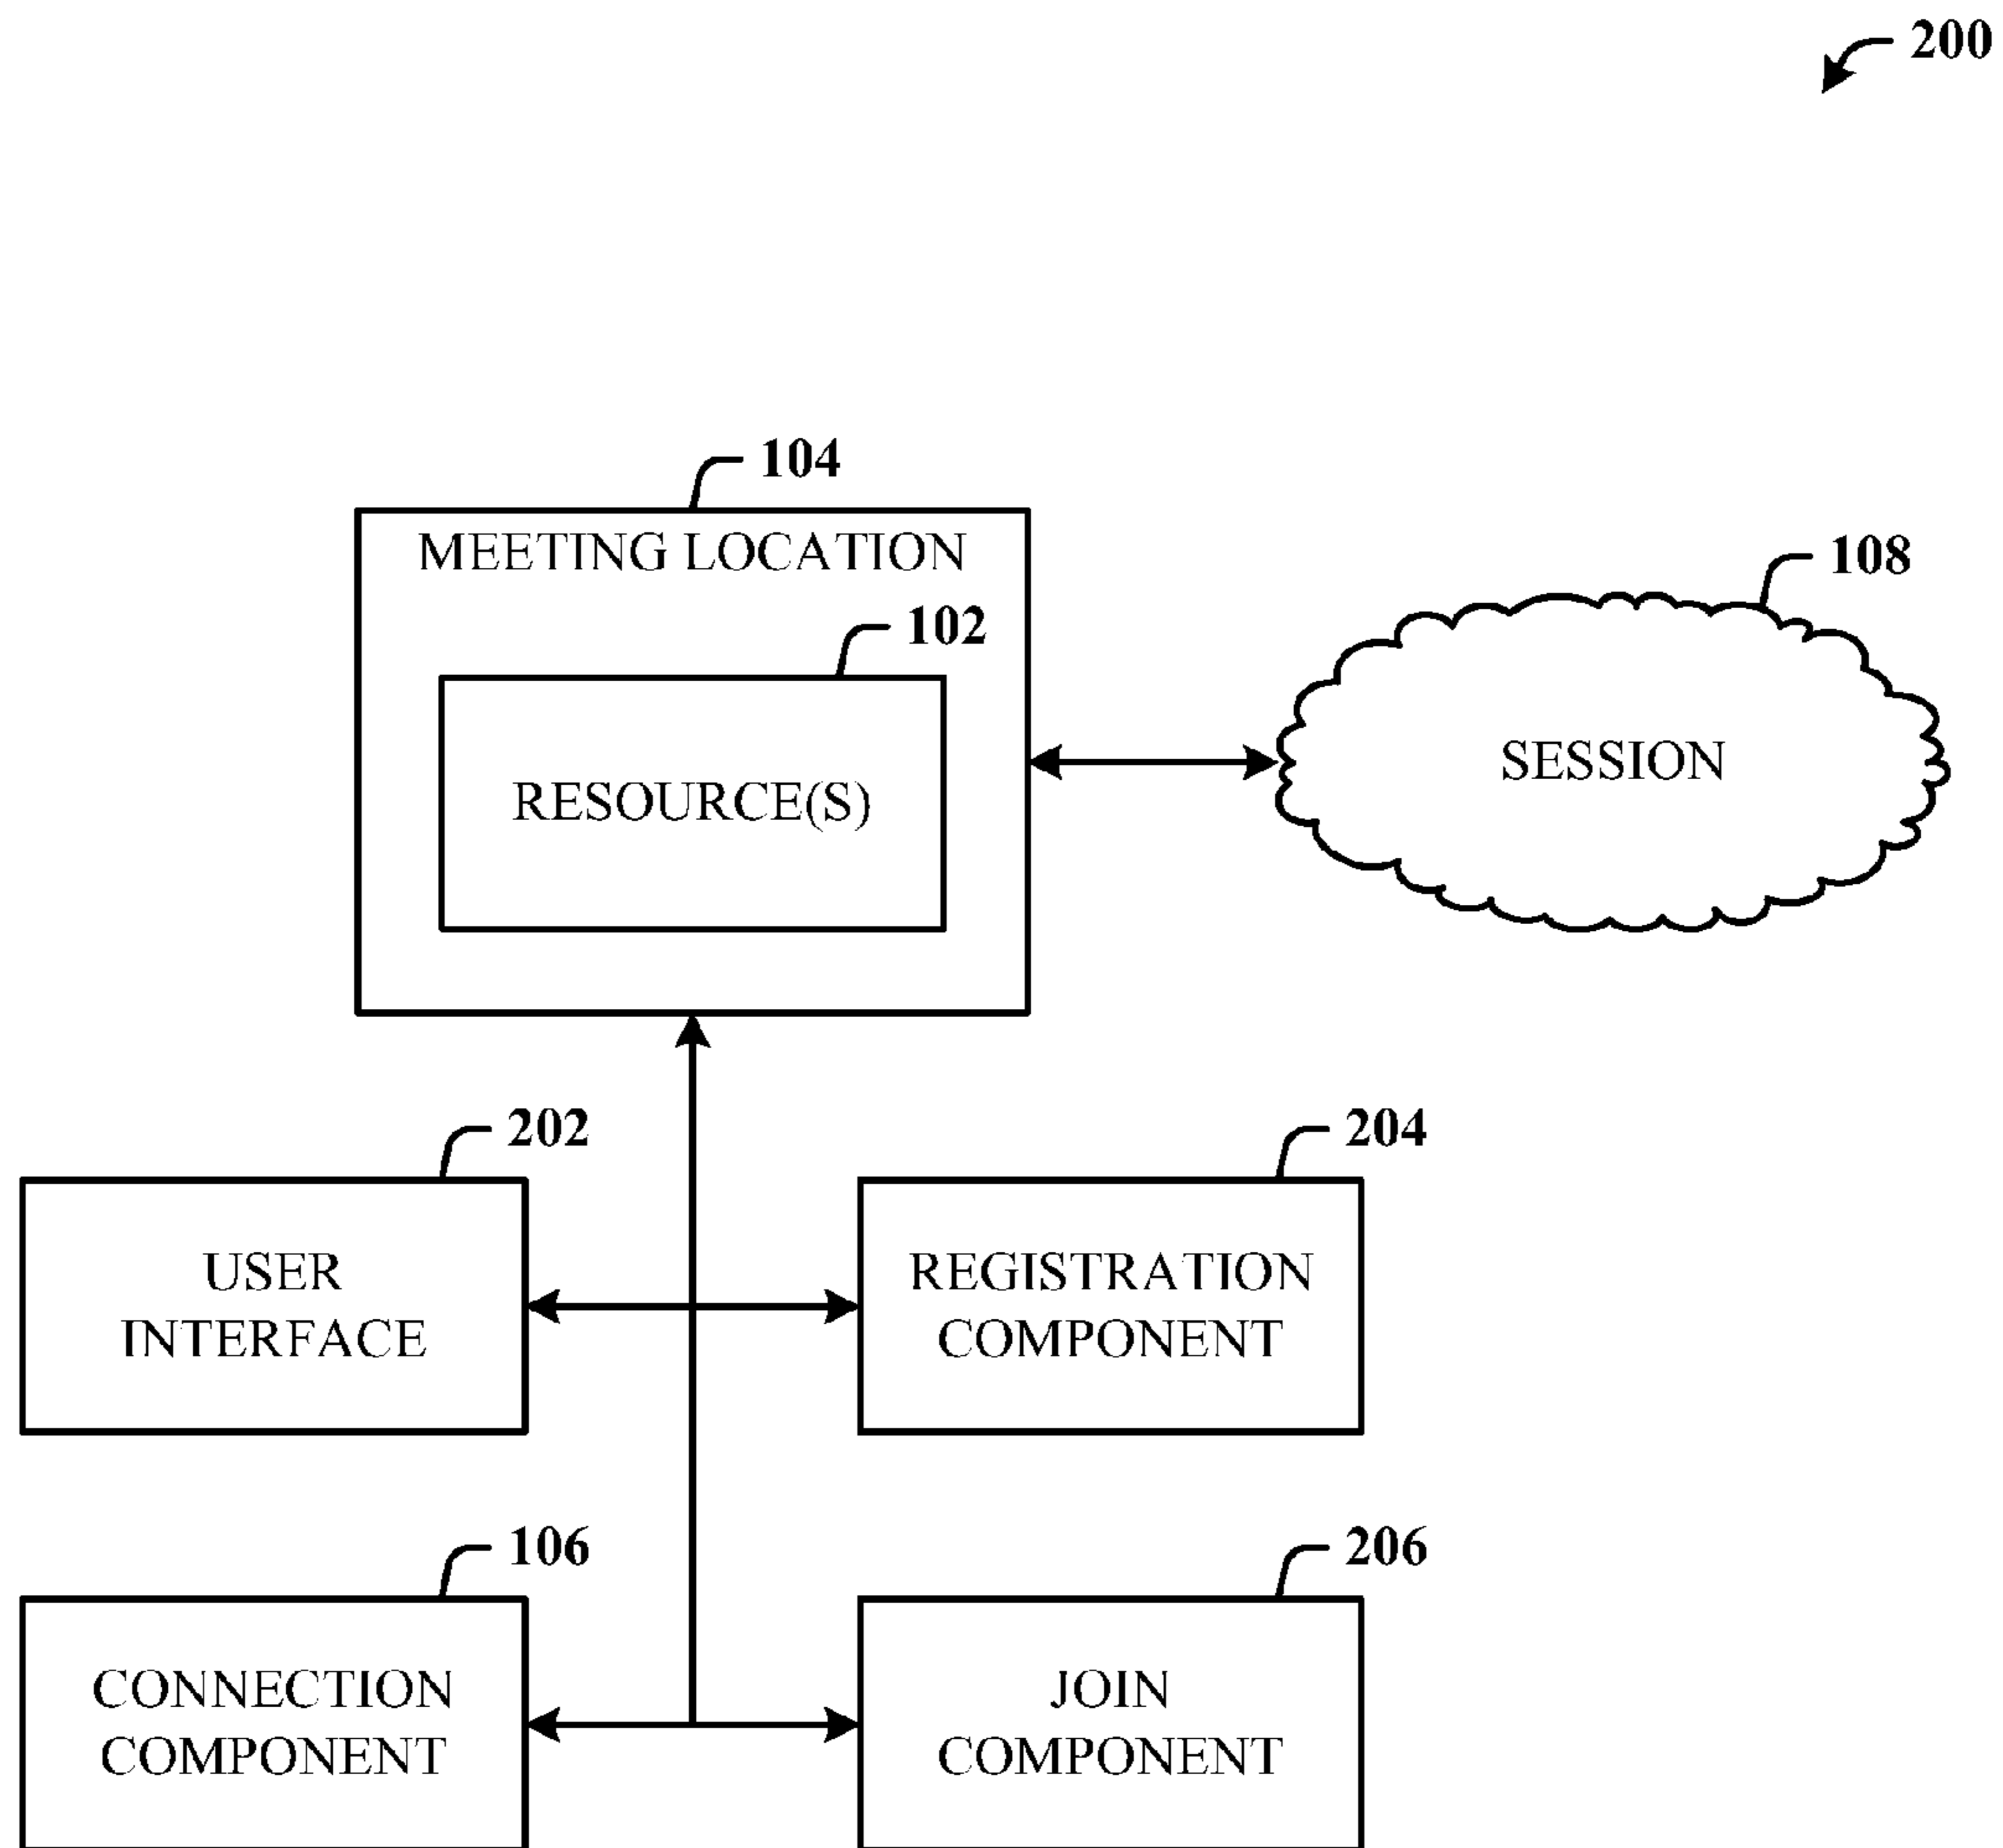 200
104
MEETING LOCATION
108
102
SESSION
RESOURCE(S)
202
204
USER
INTERFACE
REGISTRATION
COMPONENT
106
206
CONNECTION
COMPONENT
JOIN
COMPONENT